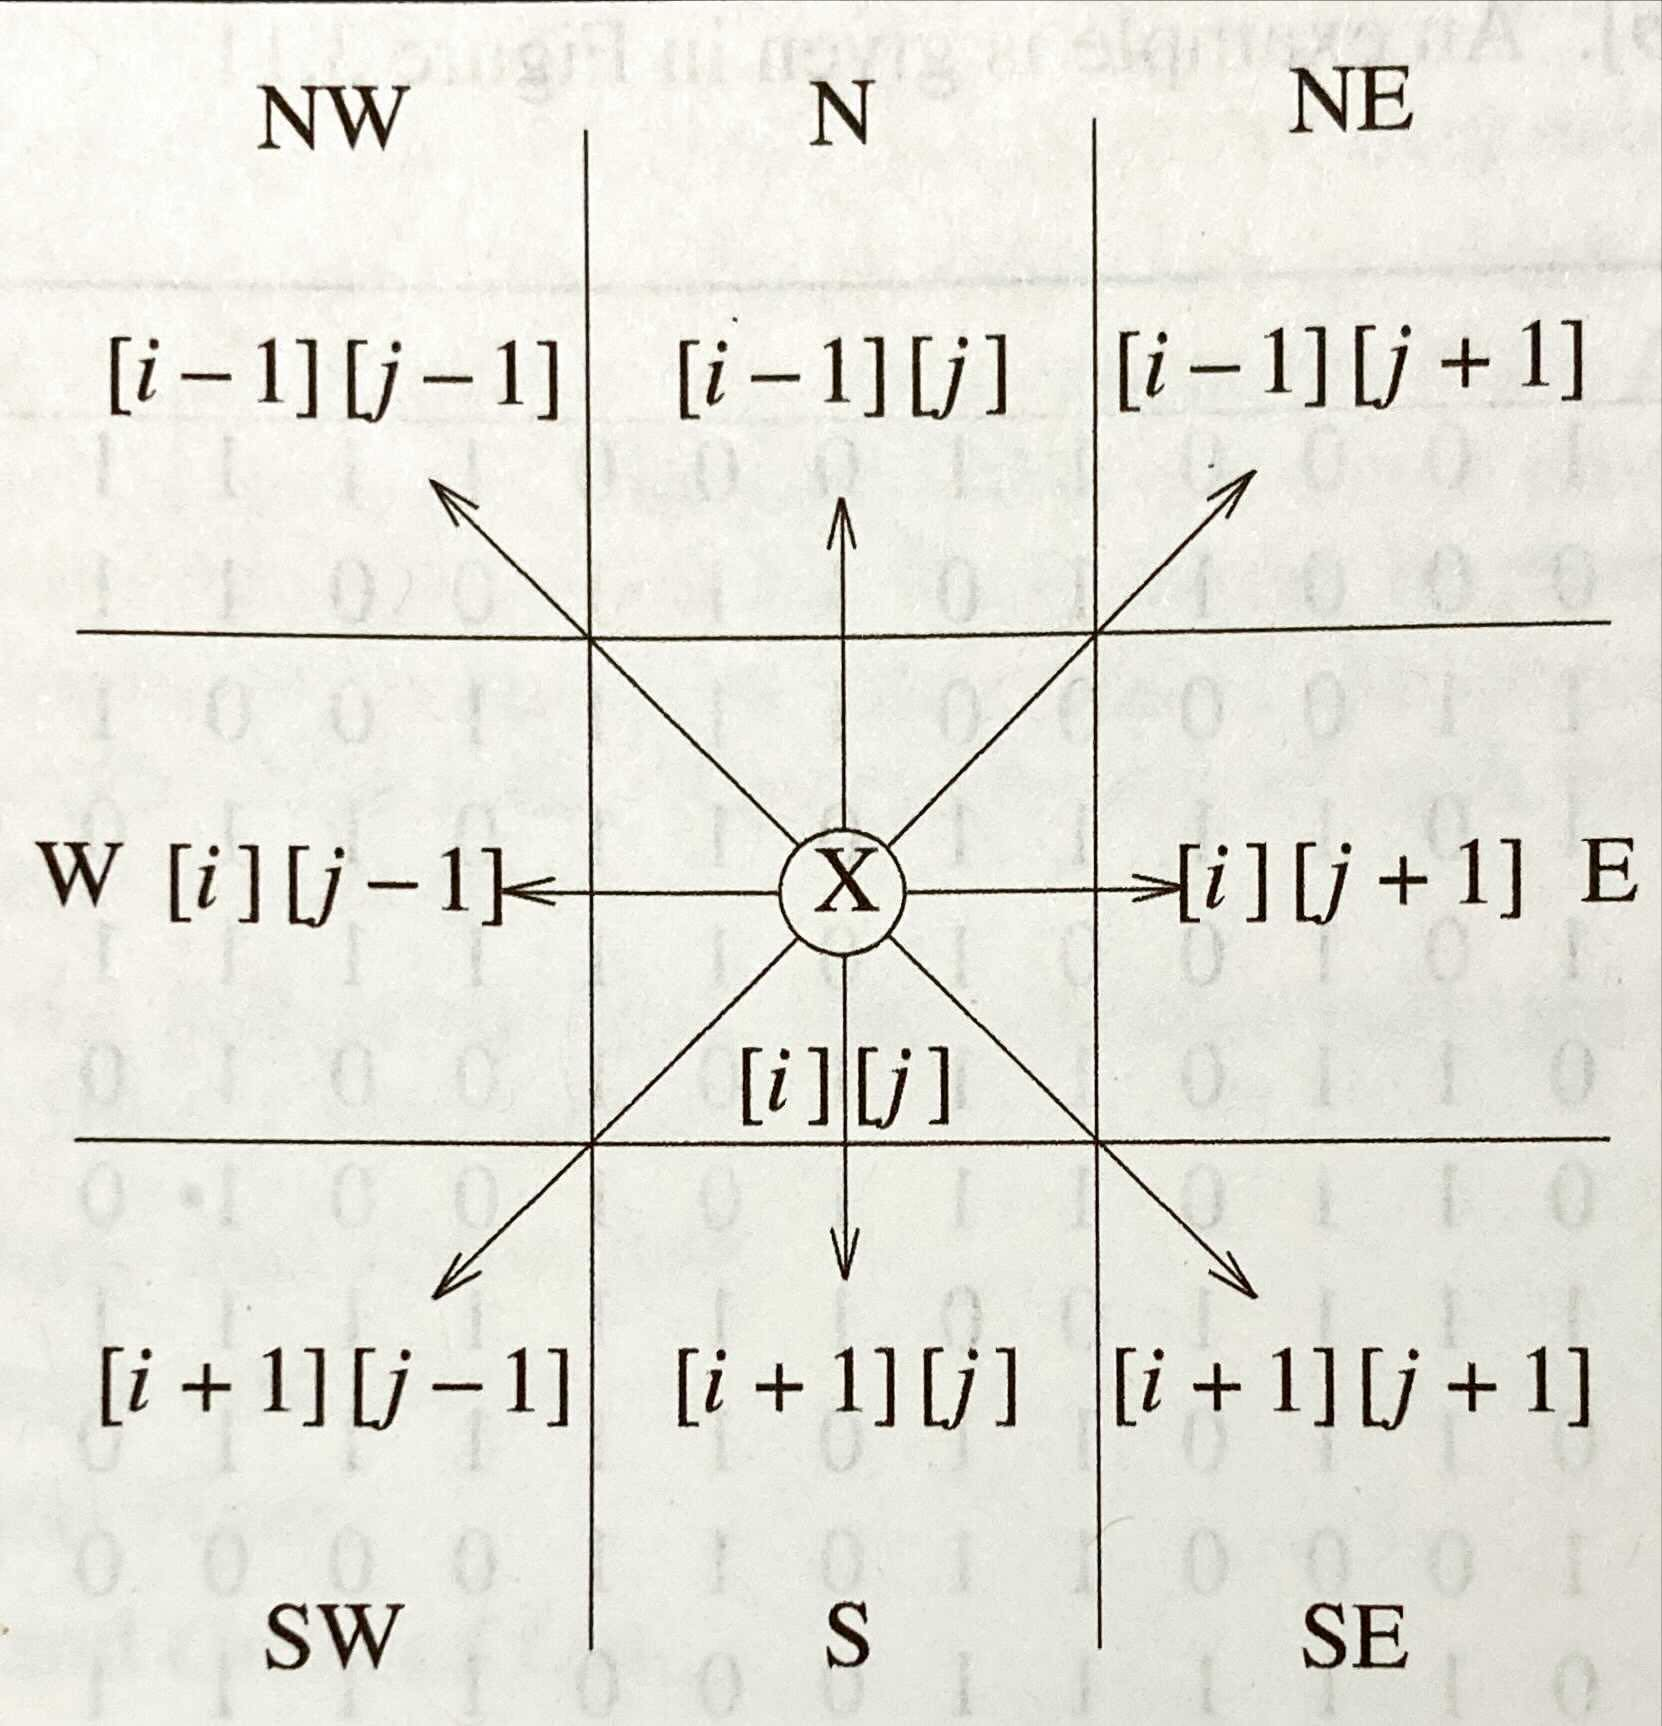 NW N NE
[i – 1][j – 1] [i – 1][j] [i – 1][j + 1]
W [i][j – 1] X [i][j + 1] E
[i][j]
[i + 1][j – 1] [i + 1][j] [i + 1][j + 1]
SW S SE